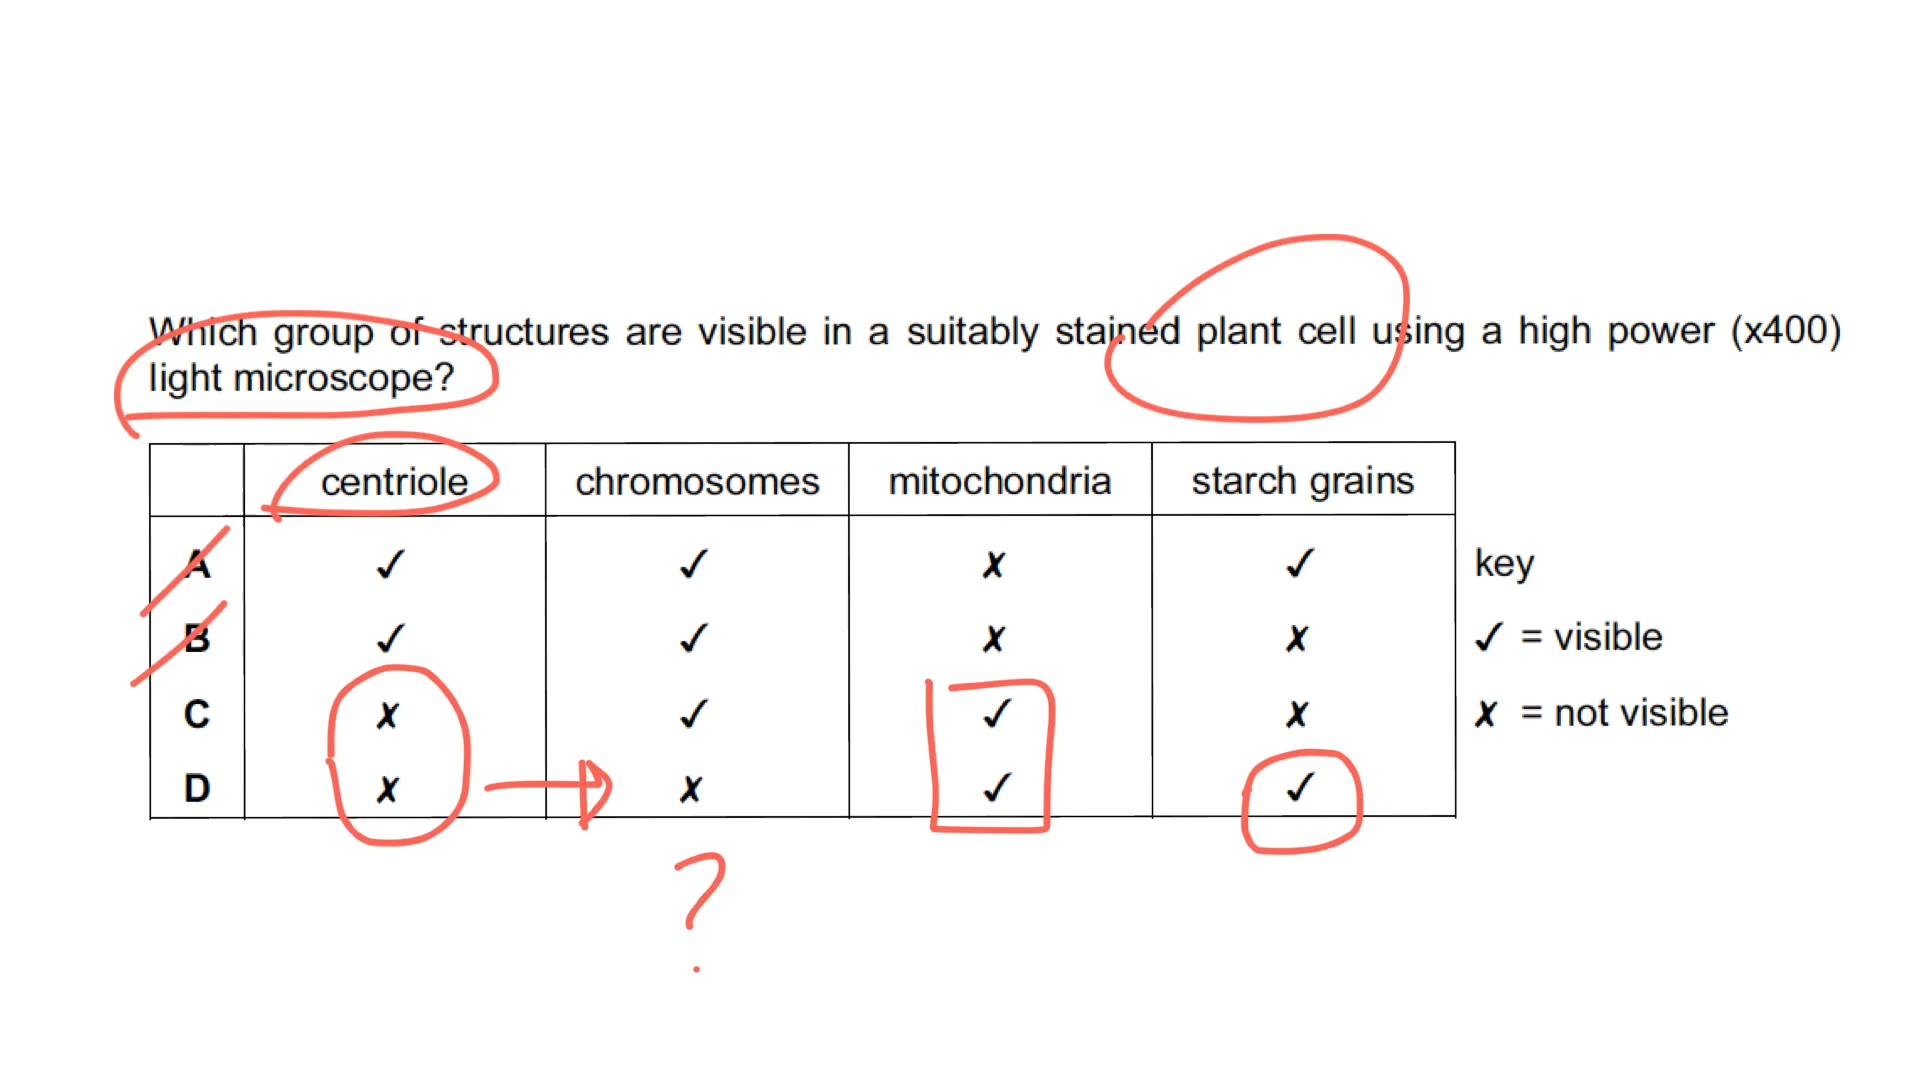 Which group of structures are visible in a suitably stained plant cell using a high power (x400)
light microscope?
centriole chromosomes mitochondria starch grains
A ✓ ✓ ✗ ✓ key
B ✓ ✓ ✗ ✗ ✓ = visible
C ✗ ✓ ✓ ✗ ✗ = not visible
D ✗ ✗ ✓ ✓
?